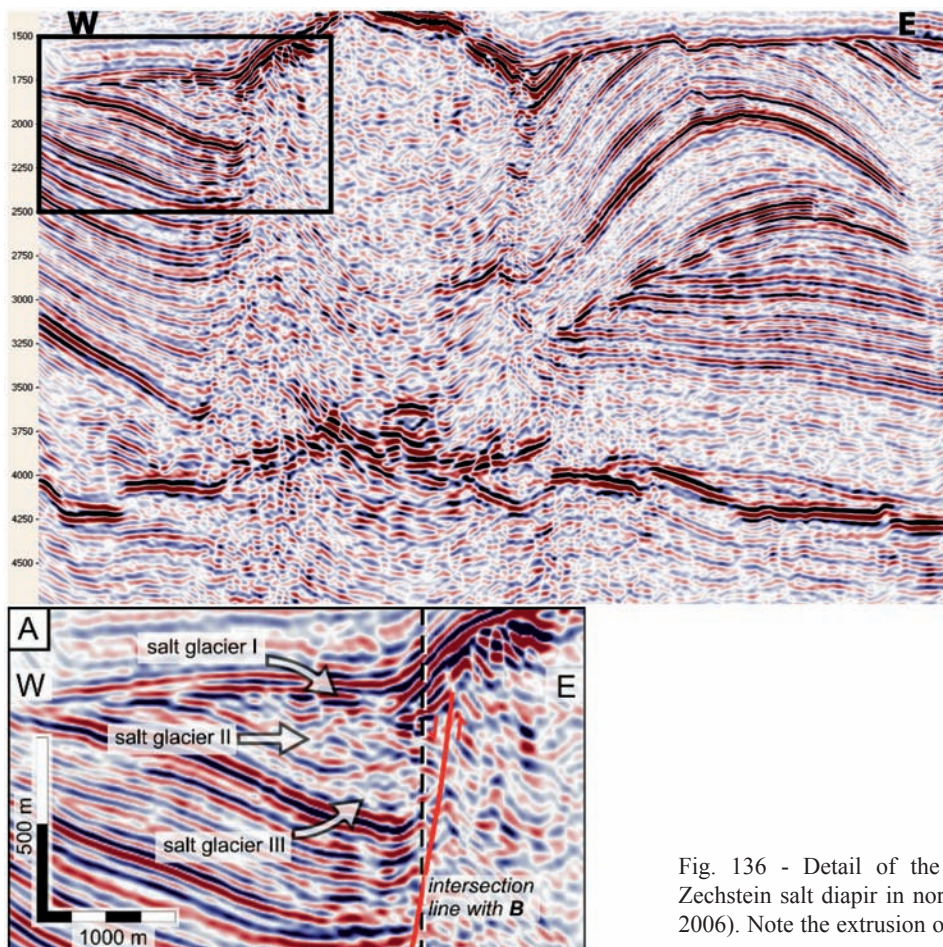 W E
1500
1750
2000
2250
2500
2750
3000
3250
3500
3750
4000
4250
4500
A
salt glacier I
W E
salt glacier II
500 m
salt glacier III
intersection
line with B
1000 m
Fig. 136 - Detail of the
Zechstein salt diapir in nor
2006). Note the extrusion o